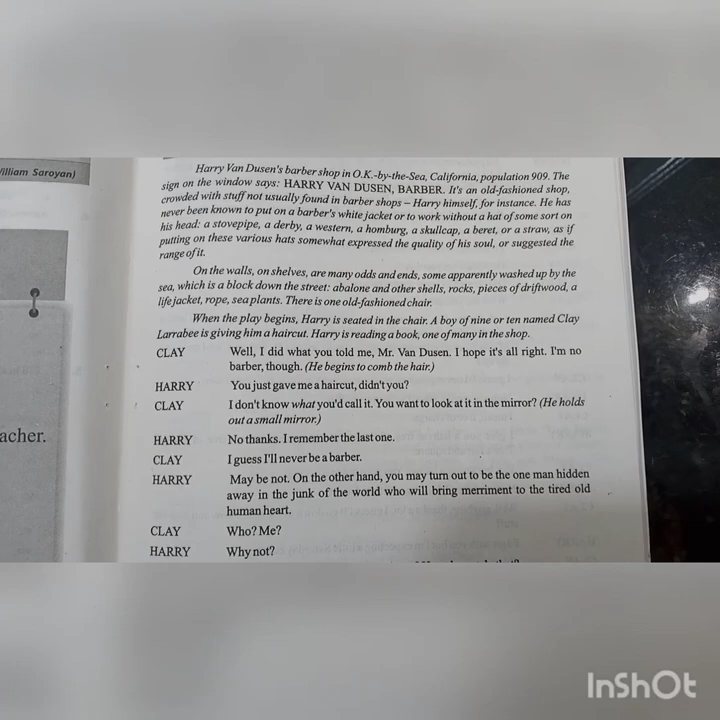 William Saroyan)
acher.
Harry Van Dusen's barber shop in O.K.-by-the-Sea, California, population 909. The
sign on the window says: HARRY VAN DUSEN, BARBER. It's an old-fashioned shop,
crowded with stuff not usually found in barber shops – Harry himself, for instance. He has
never been known to put on a barber's white jacket or to work without a hat of some sort on
his head: a stovepipe, a derby, a western, a homburg, a skullcap, a beret, or a straw, as if
putting on these various hats somewhat expressed the quality of his soul, or suggested the
range of it.
On the walls, on shelves, are many odds and ends, some apparently washed up by the
sea, which is a block down the street: abalone and other shells, rocks, pieces of driftwood, a
life jacket, rope, sea plants. There is one old-fashioned chair.
When the play begins, Harry is seated in the chair. A boy of nine or ten named Clay
Larrabee is giving him a haircut. Harry is reading a book, one of many in the shop.
CLAY Well, I did what you told me, Mr. Van Dusen. I hope it's all right. I'm no
barber, though. (He begins to comb the hair.)
HARRY You just gave me a haircut, didn't you?
CLAY I don't know what you'd call it. You want to look at it in the mirror? (He holds
out a small mirror.)
HARRY No thanks. I remember the last one.
CLAY I guess I'll never be a barber.
HARRY May be not. On the other hand, you may turn out to be the one man hidden
away in the junk of the world who will bring merriment to the tired old
human heart.
CLAY Who? Me?
HARRY Why not?
InShOt